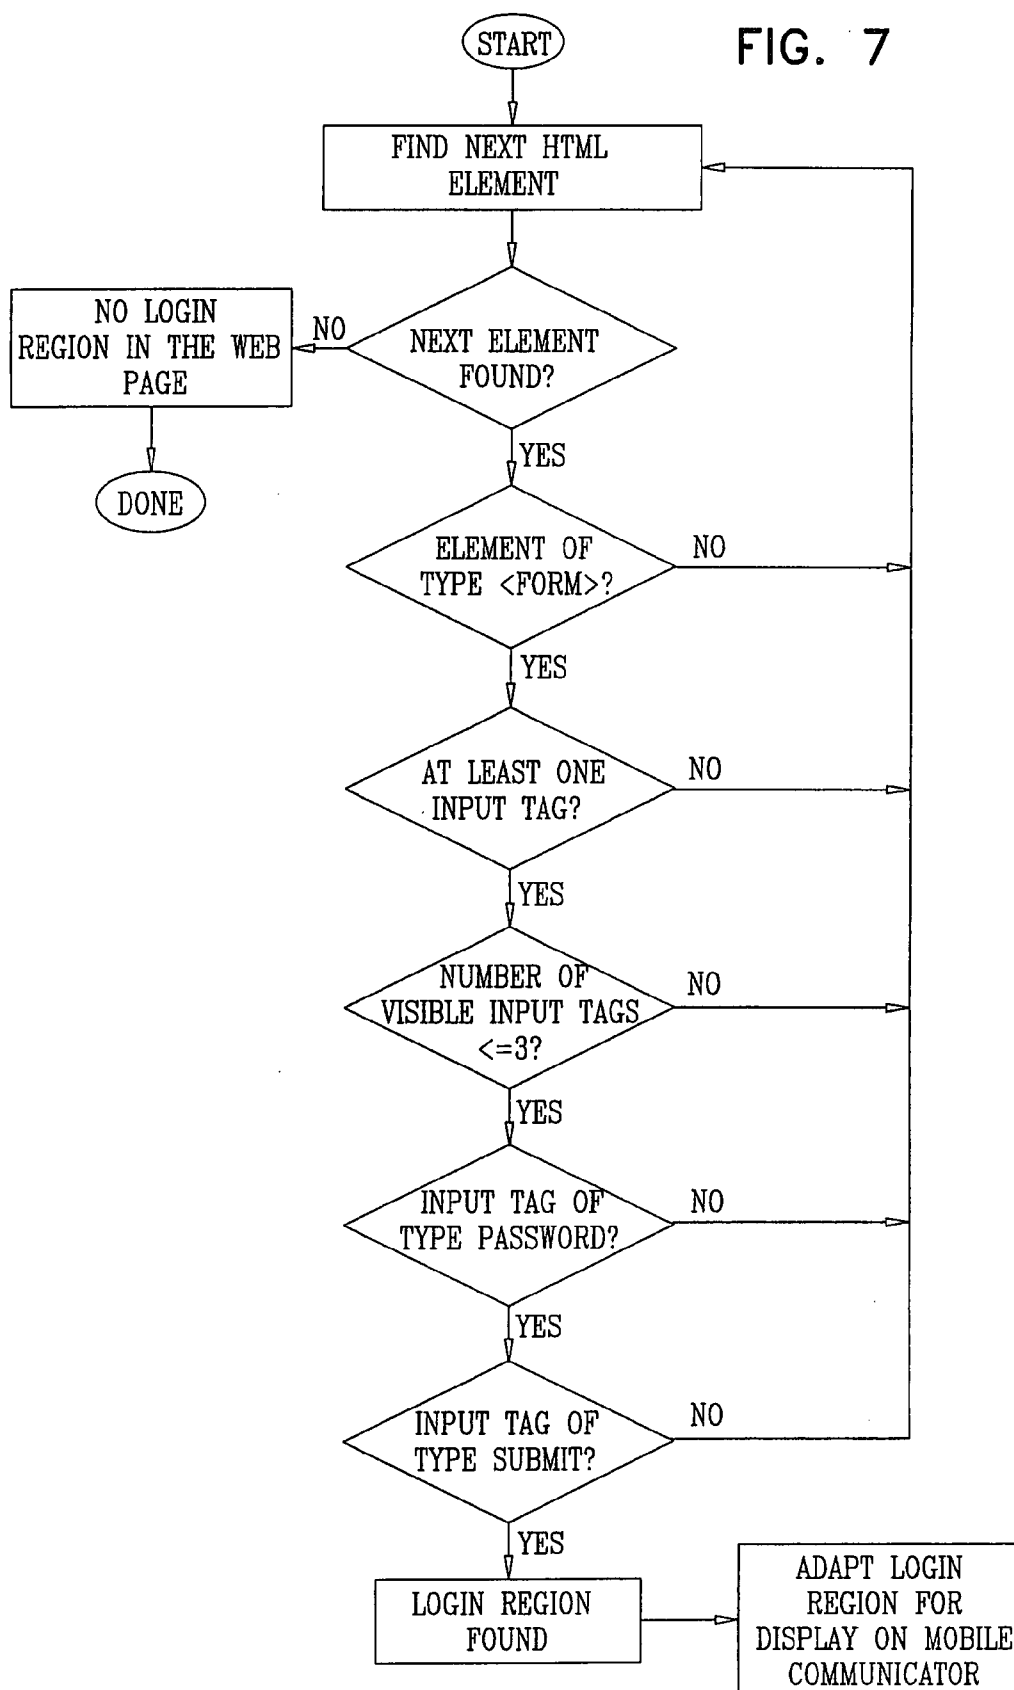 START
FIG. 7
FIND NEXT HTML
ELEMENT
NO LOGIN
REGION IN THE WEB
PAGE
NO
NEXT ELEMENT
FOUND?
YES
DONE
ELEMENT OF
TYPE <FORM>?
NO
YES
AT LEAST ONE
INPUT TAG?
NO
YES
NUMBER OF
VISIBLE INPUT TAGS
<=3?
NO
YES
INPUT TAG OF
TYPE PASSWORD?
NO
YES
INPUT TAG OF
TYPE SUBMIT?
NO
YES
LOGIN REGION
FOUND
ADAPT LOGIN
REGION FOR
DISPLAY ON MOBILE
COMMUNICATOR